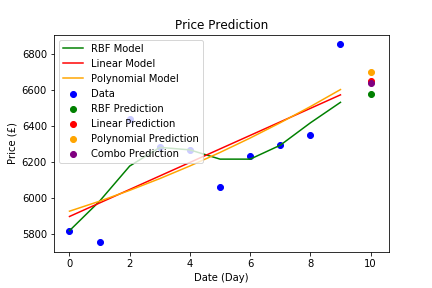 Price Prediction
6800
6600
6400
6200
6000
5800
Price (£)
RBF Model
Linear Model
Polynomial Model
Data
RBF Prediction
Linear Prediction
Polynomial Prediction
Combo Prediction
0 2 4 6 8 10
Date (Day)